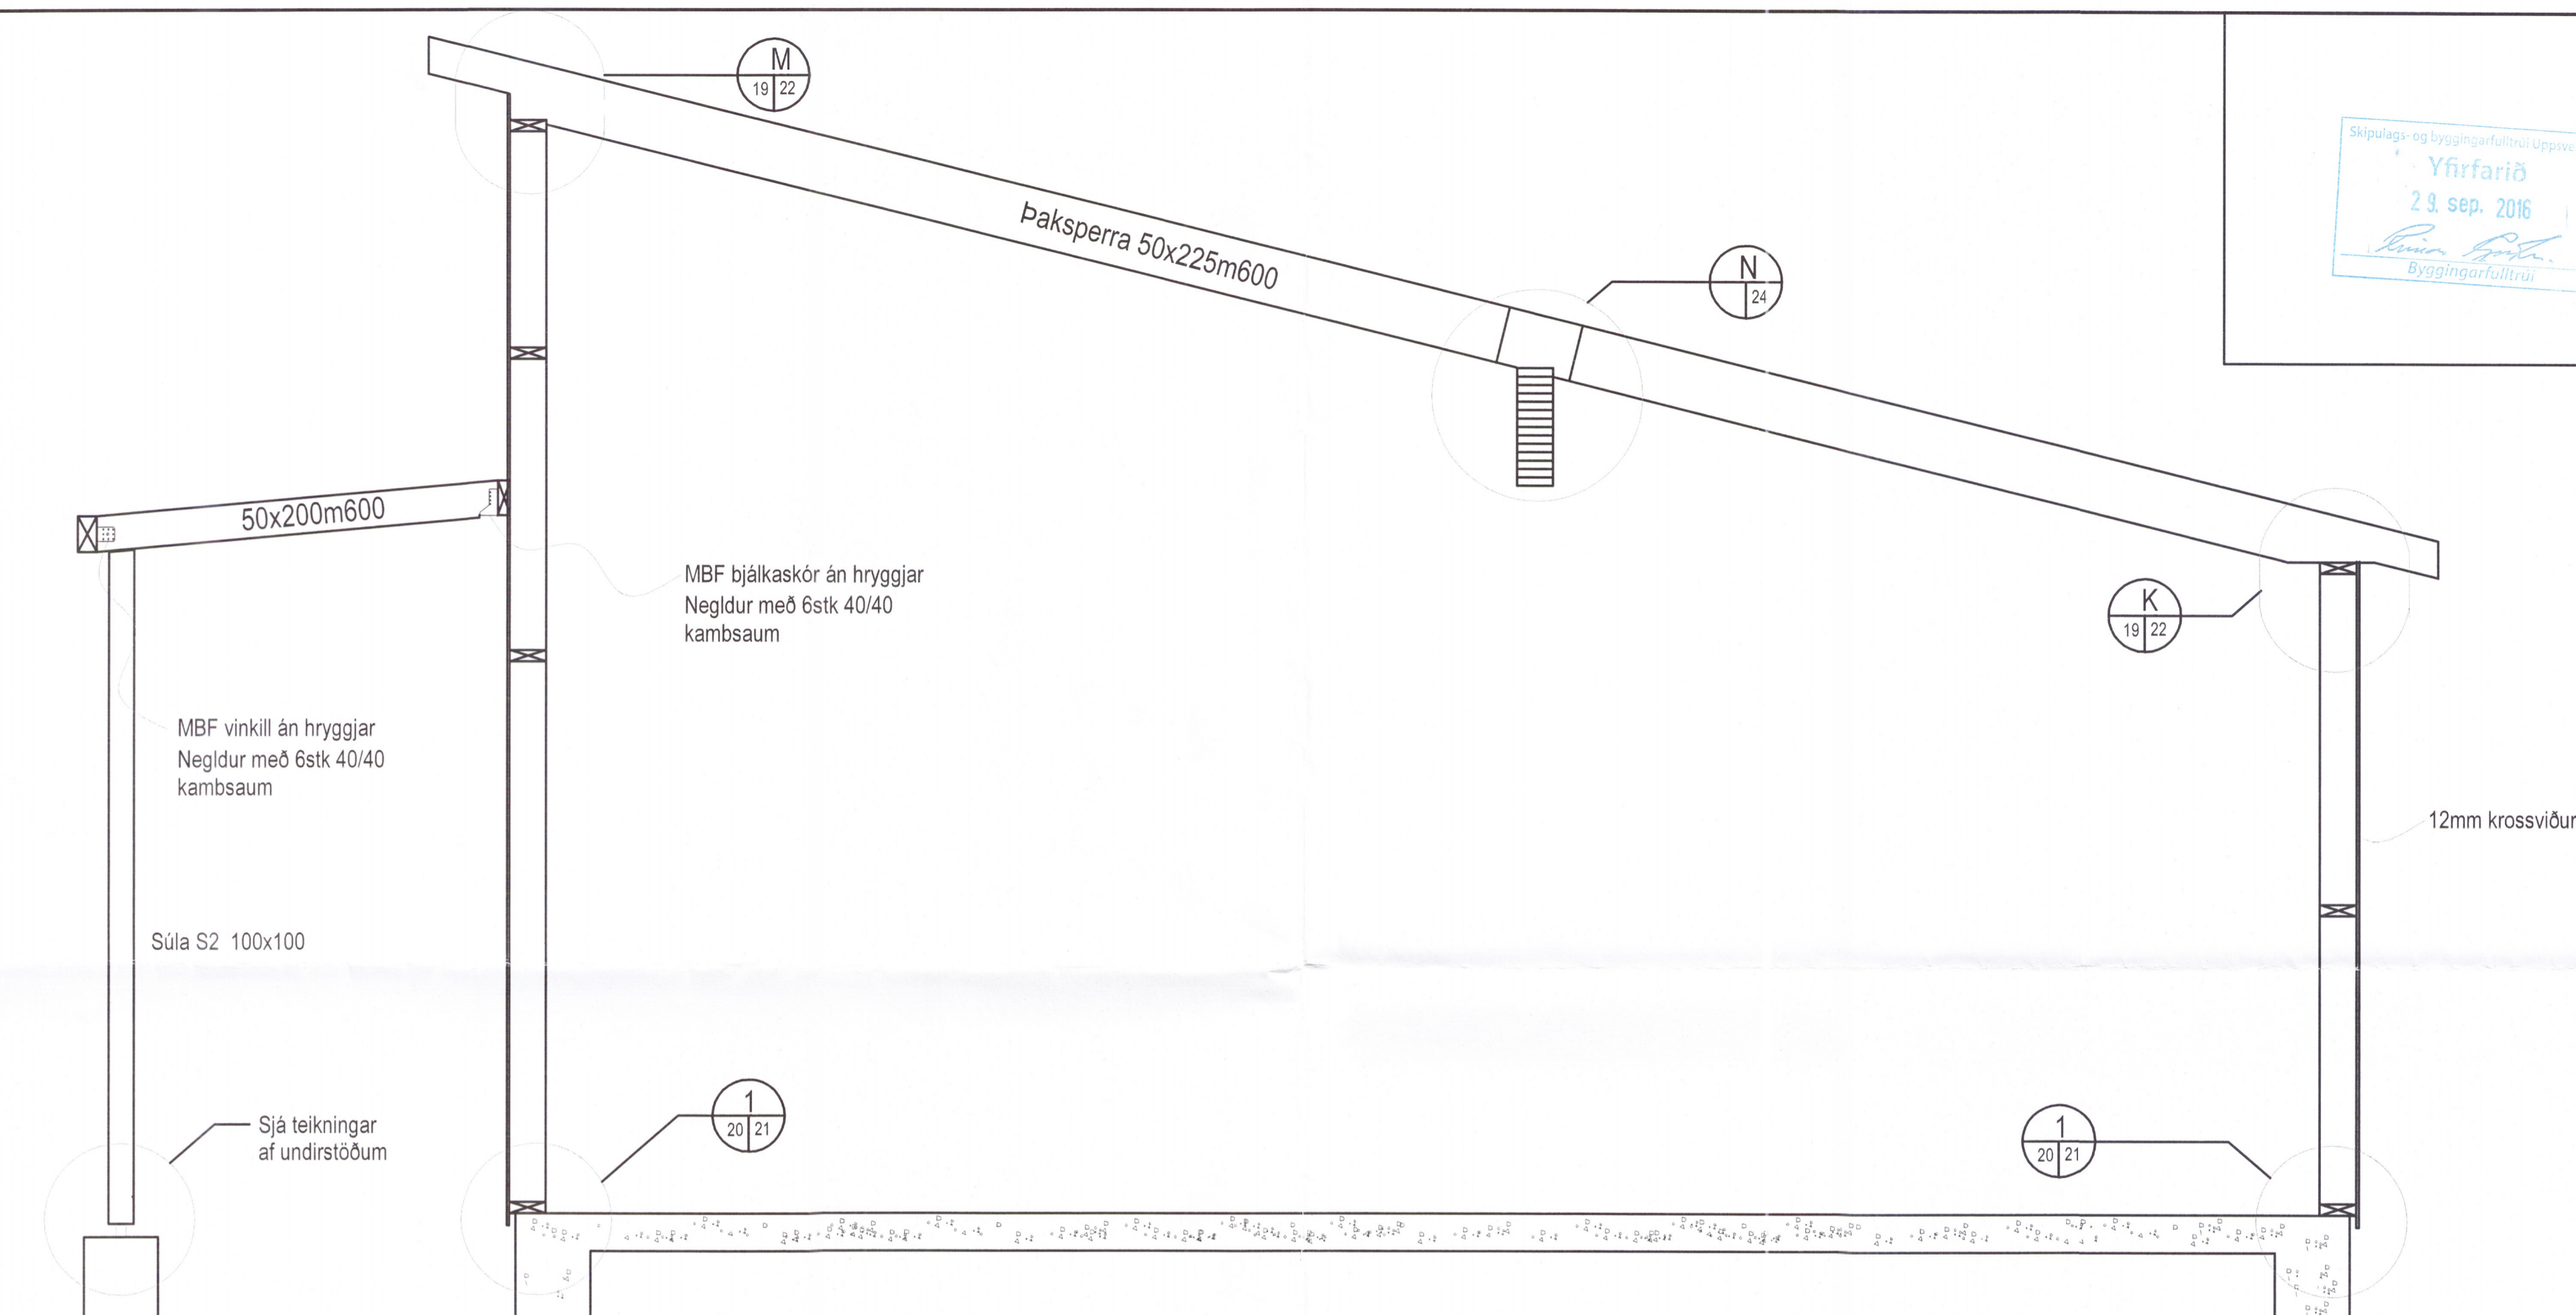 M
19 22
Skipulags- og byggingarfulltrúi
Yfirfarið
29. sep. 2016
Byggingarfulltrúi
Þaksperra 50x225m600
N
24
50x200m600
MBF bjálkaskór án hryggjar
Negldur með 6stk 40/40
kambsaum
K
19 22
MBF vinkill án hryggjar
Negldur með 6stk 40/40
kambsaum
12mm krossviður
Súla S2 100x100
Sjá teikningar
af undirstöðum
1
20 21
1
20 21